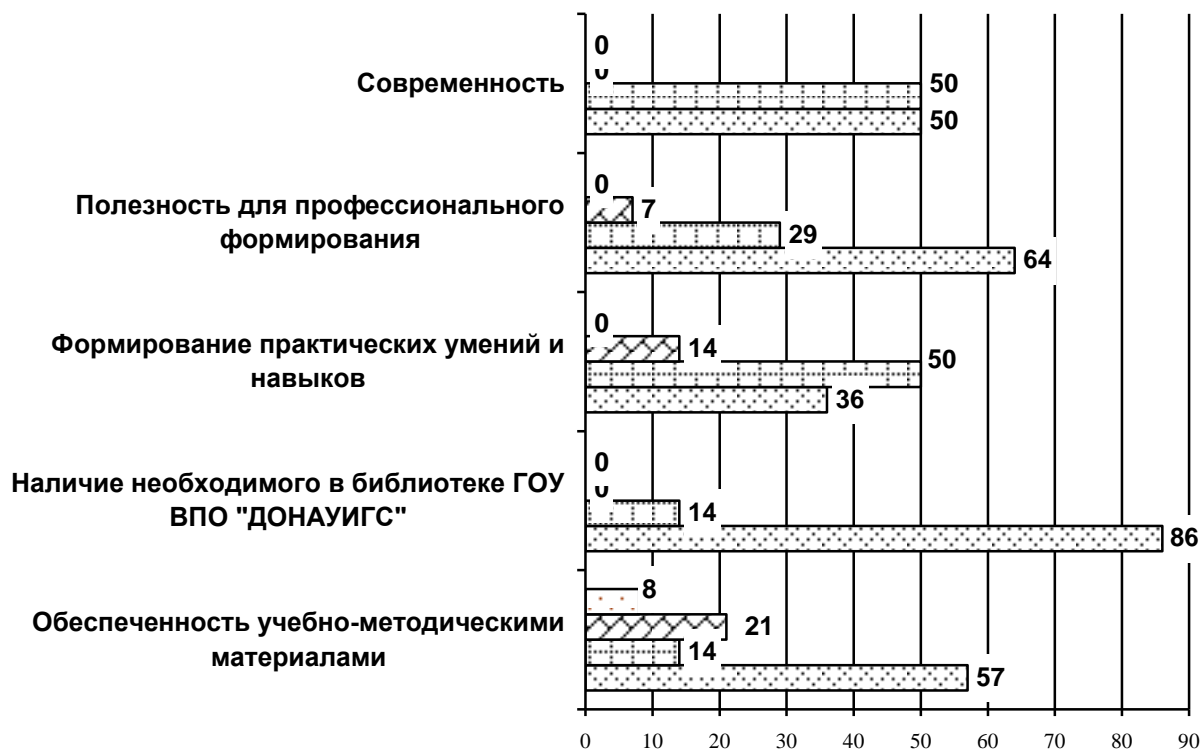 0
0
Современность
50
50
0
Полезность для профессионального
7
формирования
29
64
0
Формирование практических умений и
14
навыков
50
36
0
Наличие необходимого в библиотеке ГОУ
0
ВПО "ДОНАУИГС"
14
86
8
Обеспеченность учебно-методическими
21
материалами
14
57
0 10 20 30 40 50 60 70 80 90